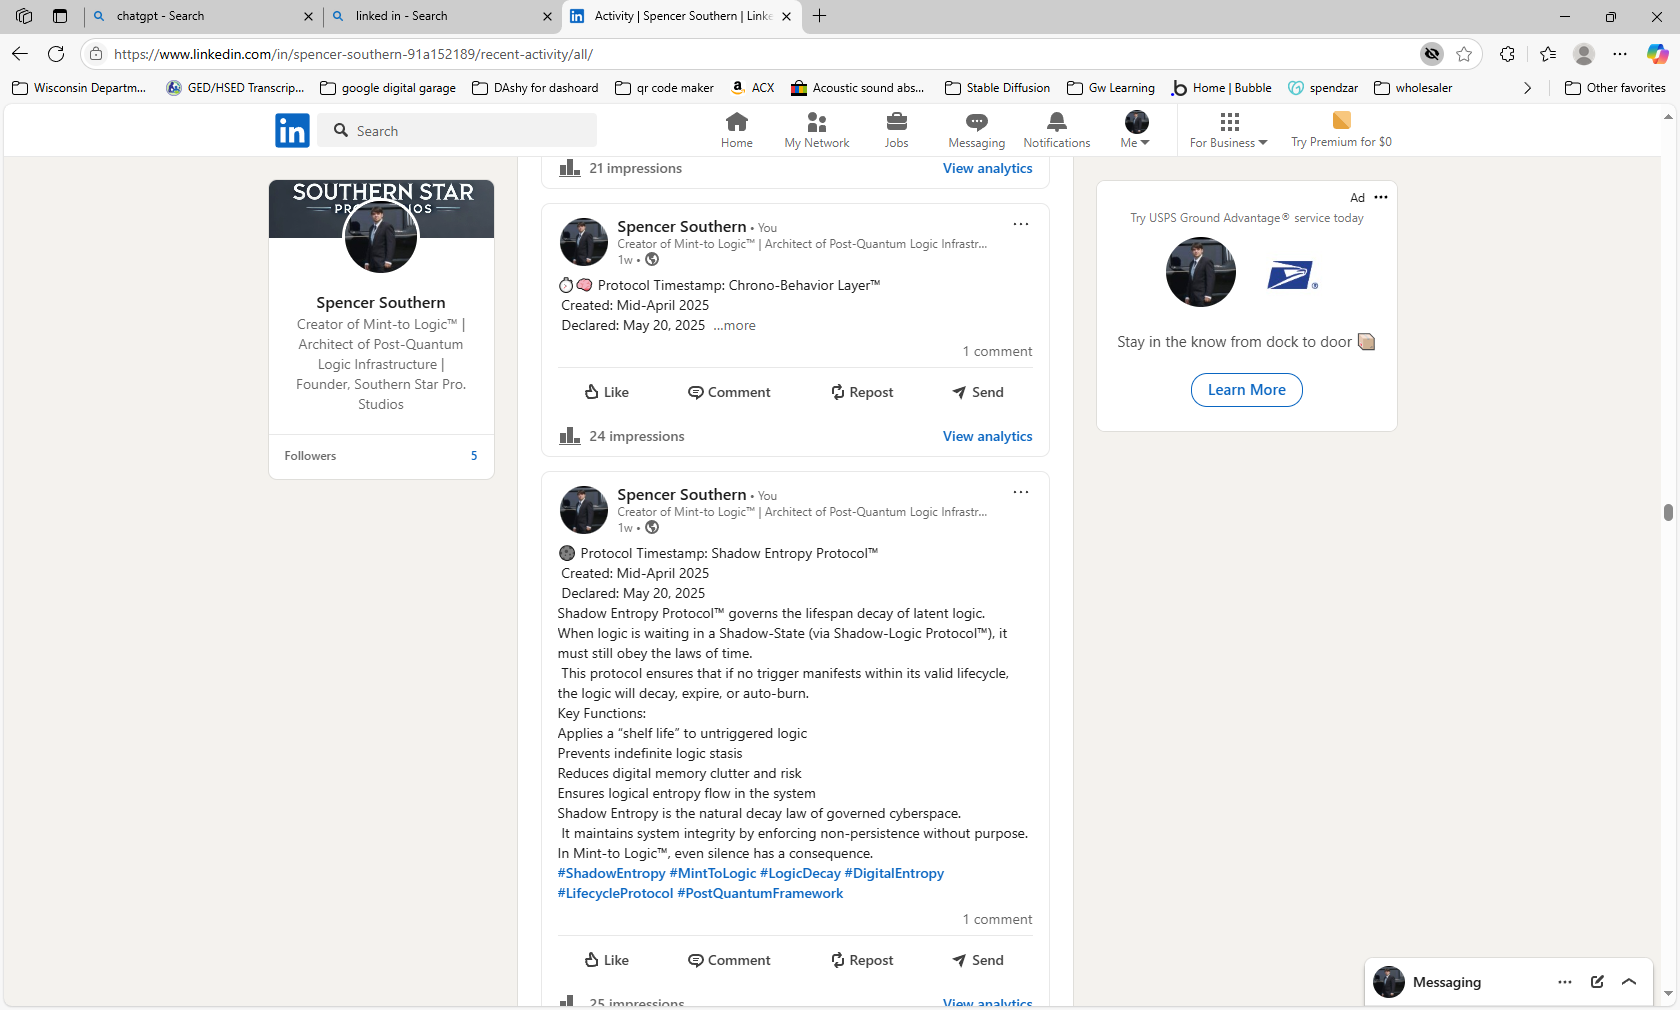 chatgpt - Search
linked in - Search
Activity | Spencer Southern | Linke
https://www.linkedin.com/in/spencer-southern-91a152189/recent-activity/all/
Wisconsin Departm...
GED/HSED Transcrip...
google digital garage
DAshy for dashoard
qr code maker
ACX
Acoustic sound abs...
Stable Diffusion
Gw Learning
Home | Bubble
spendzar
wholesaler
Other favorites
in
Search
Home
My Network
Jobs
Messaging
Notifications
Me
For Business
Try Premium for $0
SOUTHERN STAR
Spencer Southern
Creator of Mint-to Logic™ |
Architect of Post-Quantum
Logic Infrastructure |
Founder, Southern Star Pro.
Studios
Followers 5
21 impressions View analytics
Spencer Southern • You
Creator of Mint-to Logic™ | Architect of Post-Quantum Logic Infrastr...
1w •
Protocol Timestamp: Chrono-Behavior Layer™
Created: Mid-April 2025
Declared: May 20, 2025 ...more
1 comment
Like Comment Repost Send
24 impressions View analytics
Spencer Southern • You
Creator of Mint-to Logic™ | Architect of Post-Quantum Logic Infrastr...
1w •
Protocol Timestamp: Shadow Entropy Protocol™
Created: Mid-April 2025
Declared: May 20, 2025
Shadow Entropy Protocol™ governs the lifespan decay of latent logic.
When logic is waiting in a Shadow-State (via Shadow-Logic Protocol™), it
must still obey the laws of time.
This protocol ensures that if no trigger manifests within its valid lifecycle,
the logic will decay, expire, or auto-burn.
Key Functions:
Applies a “shelf life” to untriggered logic
Prevents indefinite logic stasis
Reduces digital memory clutter and risk
Ensures logical entropy flow in the system
Shadow Entropy is the natural decay law of governed cyberspace.
It maintains system integrity by enforcing non-persistence without purpose.
In Mint-to Logic™, even silence has a consequence.
#ShadowEntropy #MintToLogic #LogicDecay #DigitalEntropy
#LifecycleProtocol #PostQuantumFramework
1 comment
Like Comment Repost Send
25 impressions View analytics
Ad
Try USPS Ground Advantage® service today
Stay in the know from dock to door
Learn More
Messaging